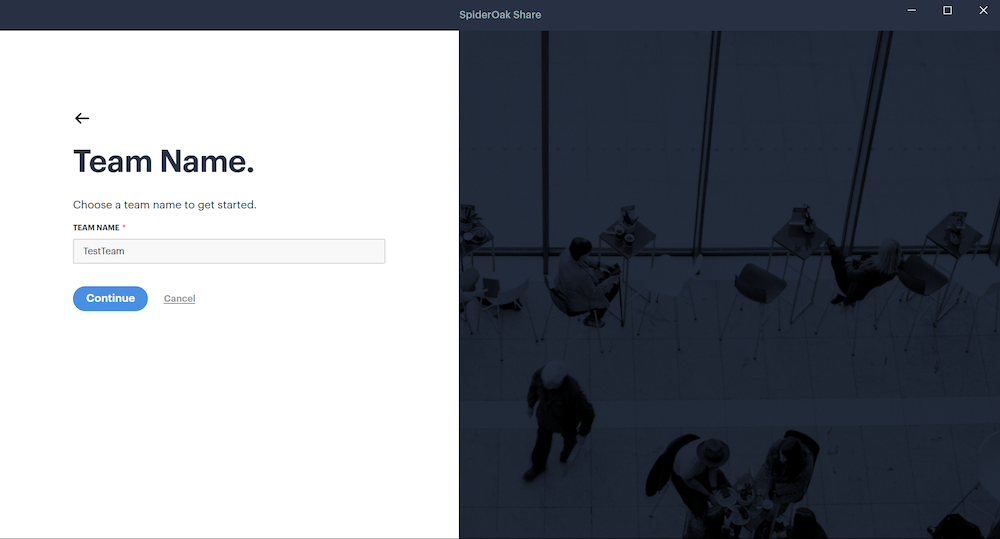 SpiderOak Share
Team Name.
Choose a team name to get started.
TEAM NAME *
TestTeam
Continue Cancel